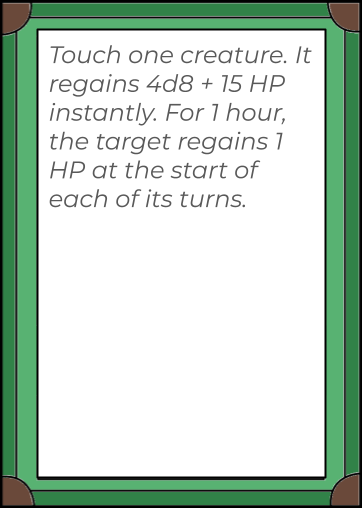 Touch one creature. It
regains 4d8 + 15 HP
instantly. For 1 hour,
the target regains 1
HP at the start of
each of its turns.